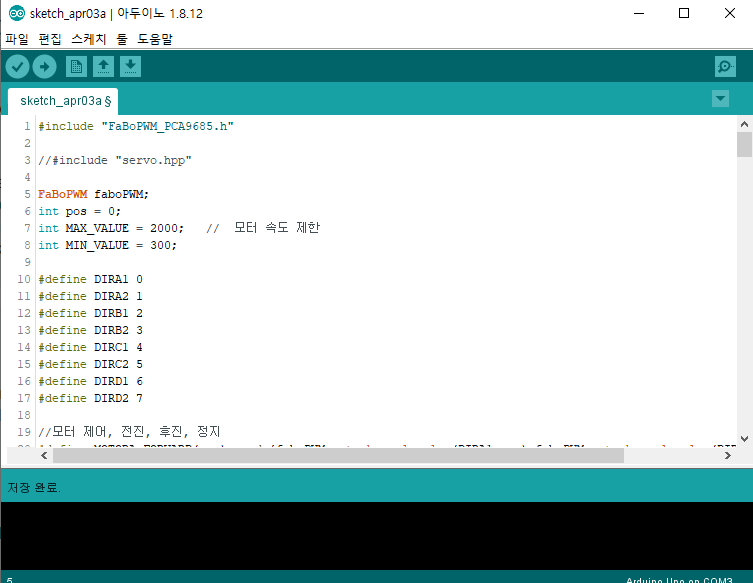 sketch_apr03a | 아두이노 1.8.12
파일 편집 스케치 툴 도움말
sketch_apr03a §
1 #include "FaBoPWM_PCA9685.h"
2
3 //#include "servo.hpp"
4
5 FaBoPWM faboPWM;
6 int pos = 0;
7 int MAX_VALUE = 2000; // 모터 속도 제한
8 int MIN_VALUE = 300;
9
10 #define DIRA1 0
11 #define DIRA2 1
12 #define DIRB1 2
13 #define DIRB2 3
14 #define DIRC1 4
15 #define DIRC2 5
16 #define DIRD1 6
17 #define DIRD2 7
18
19 //모터 제어, 전진, 후진, 정지
저장 완료.
5 Arduino Uno on COM3